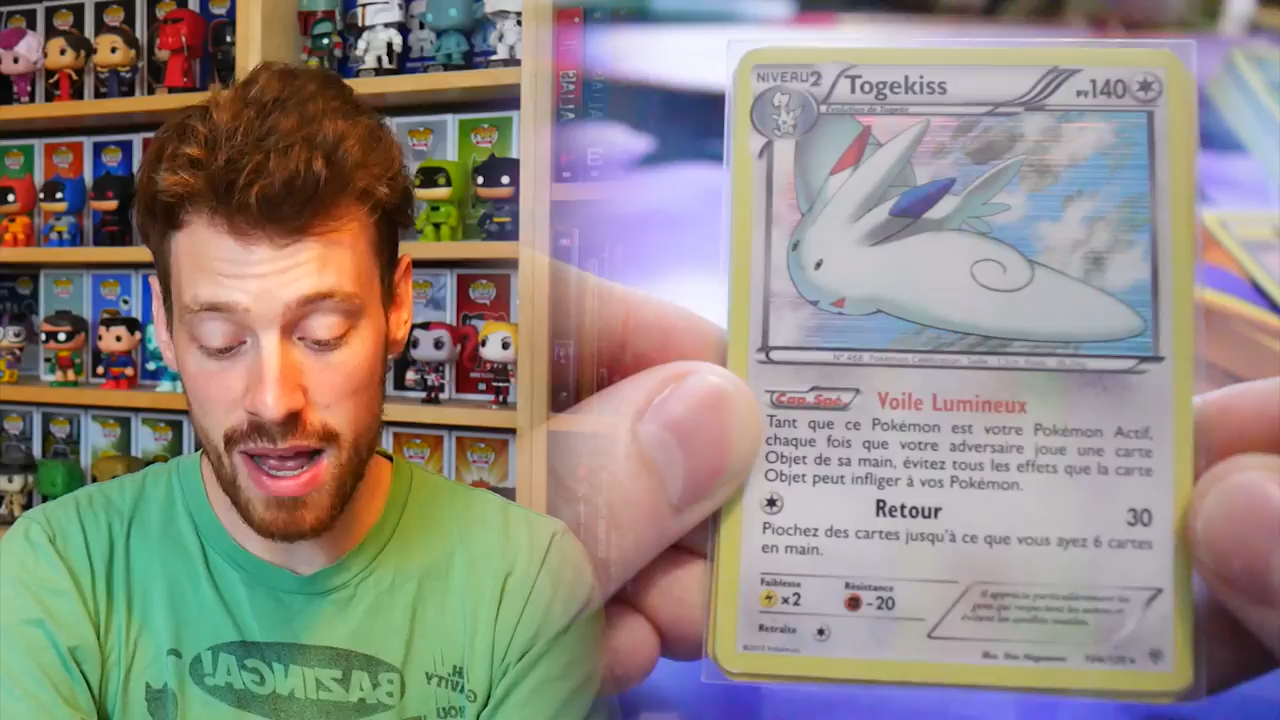 NIVEAU2 Togekiss PV140
Évolution de Togetic
Cap.Spé. Voile Lumineux
Tant que ce Pokémon est votre Pokémon Actif,
chaque fois que votre adversaire joue une carte
Objet de sa main, évitez tous les effets que la carte
Objet peut infliger à vos Pokémon.
Retour 30
Piochez des cartes jusqu'à ce que vous ayez 6 cartes
en main.
Faiblesse Résistance
x2 -20
Retraite
BAZINGA!